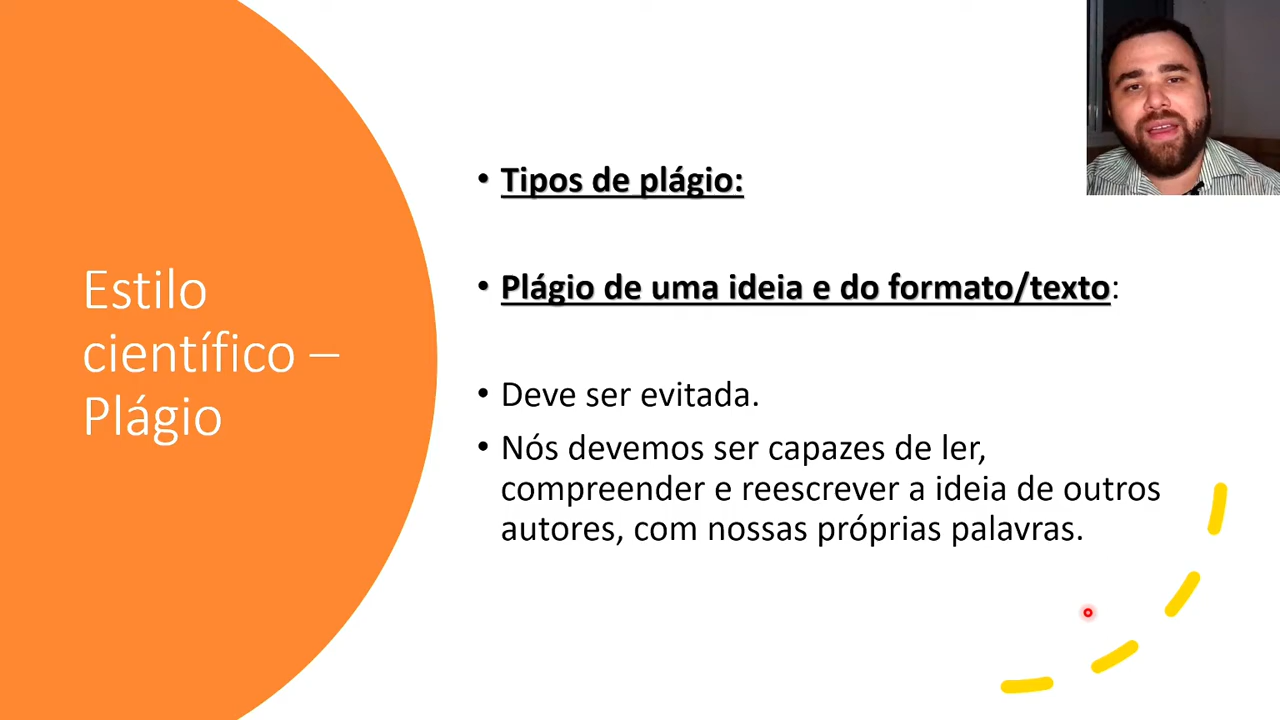 Estilo
científico –
Plágio
• Tipos de plágio:
• Plágio de uma ideia e do formato/texto:
• Deve ser evitada.
• Nós devemos ser capazes de ler,
compreender e reescrever a ideia de outros
autores, com nossas próprias palavras.